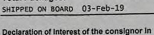 SHIPPED ON BOARD 03-Feb-19
Declaration of Interest of the consignor in